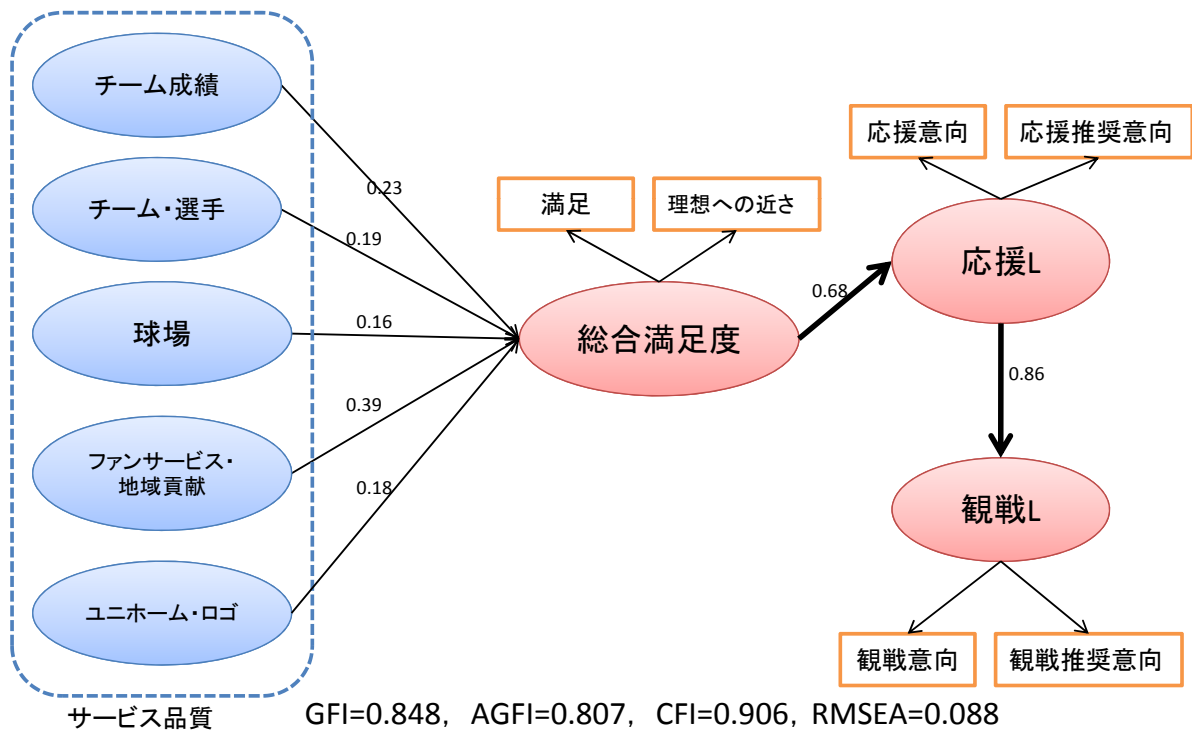 チーム成績
チーム・選手
球場
ファンサービス・
地域貢献
ユニホーム・ロゴ
サービス品質
0.23
0.19
0.16
0.39
0.18
満足
理想への近さ
総合満足度
0.68
応援意向
応援推奨意向
応援L
0.86
観戦L
観戦意向
観戦推奨意向
GFI=0.848, AGFI=0.807, CFI=0.906, RMSEA=0.088